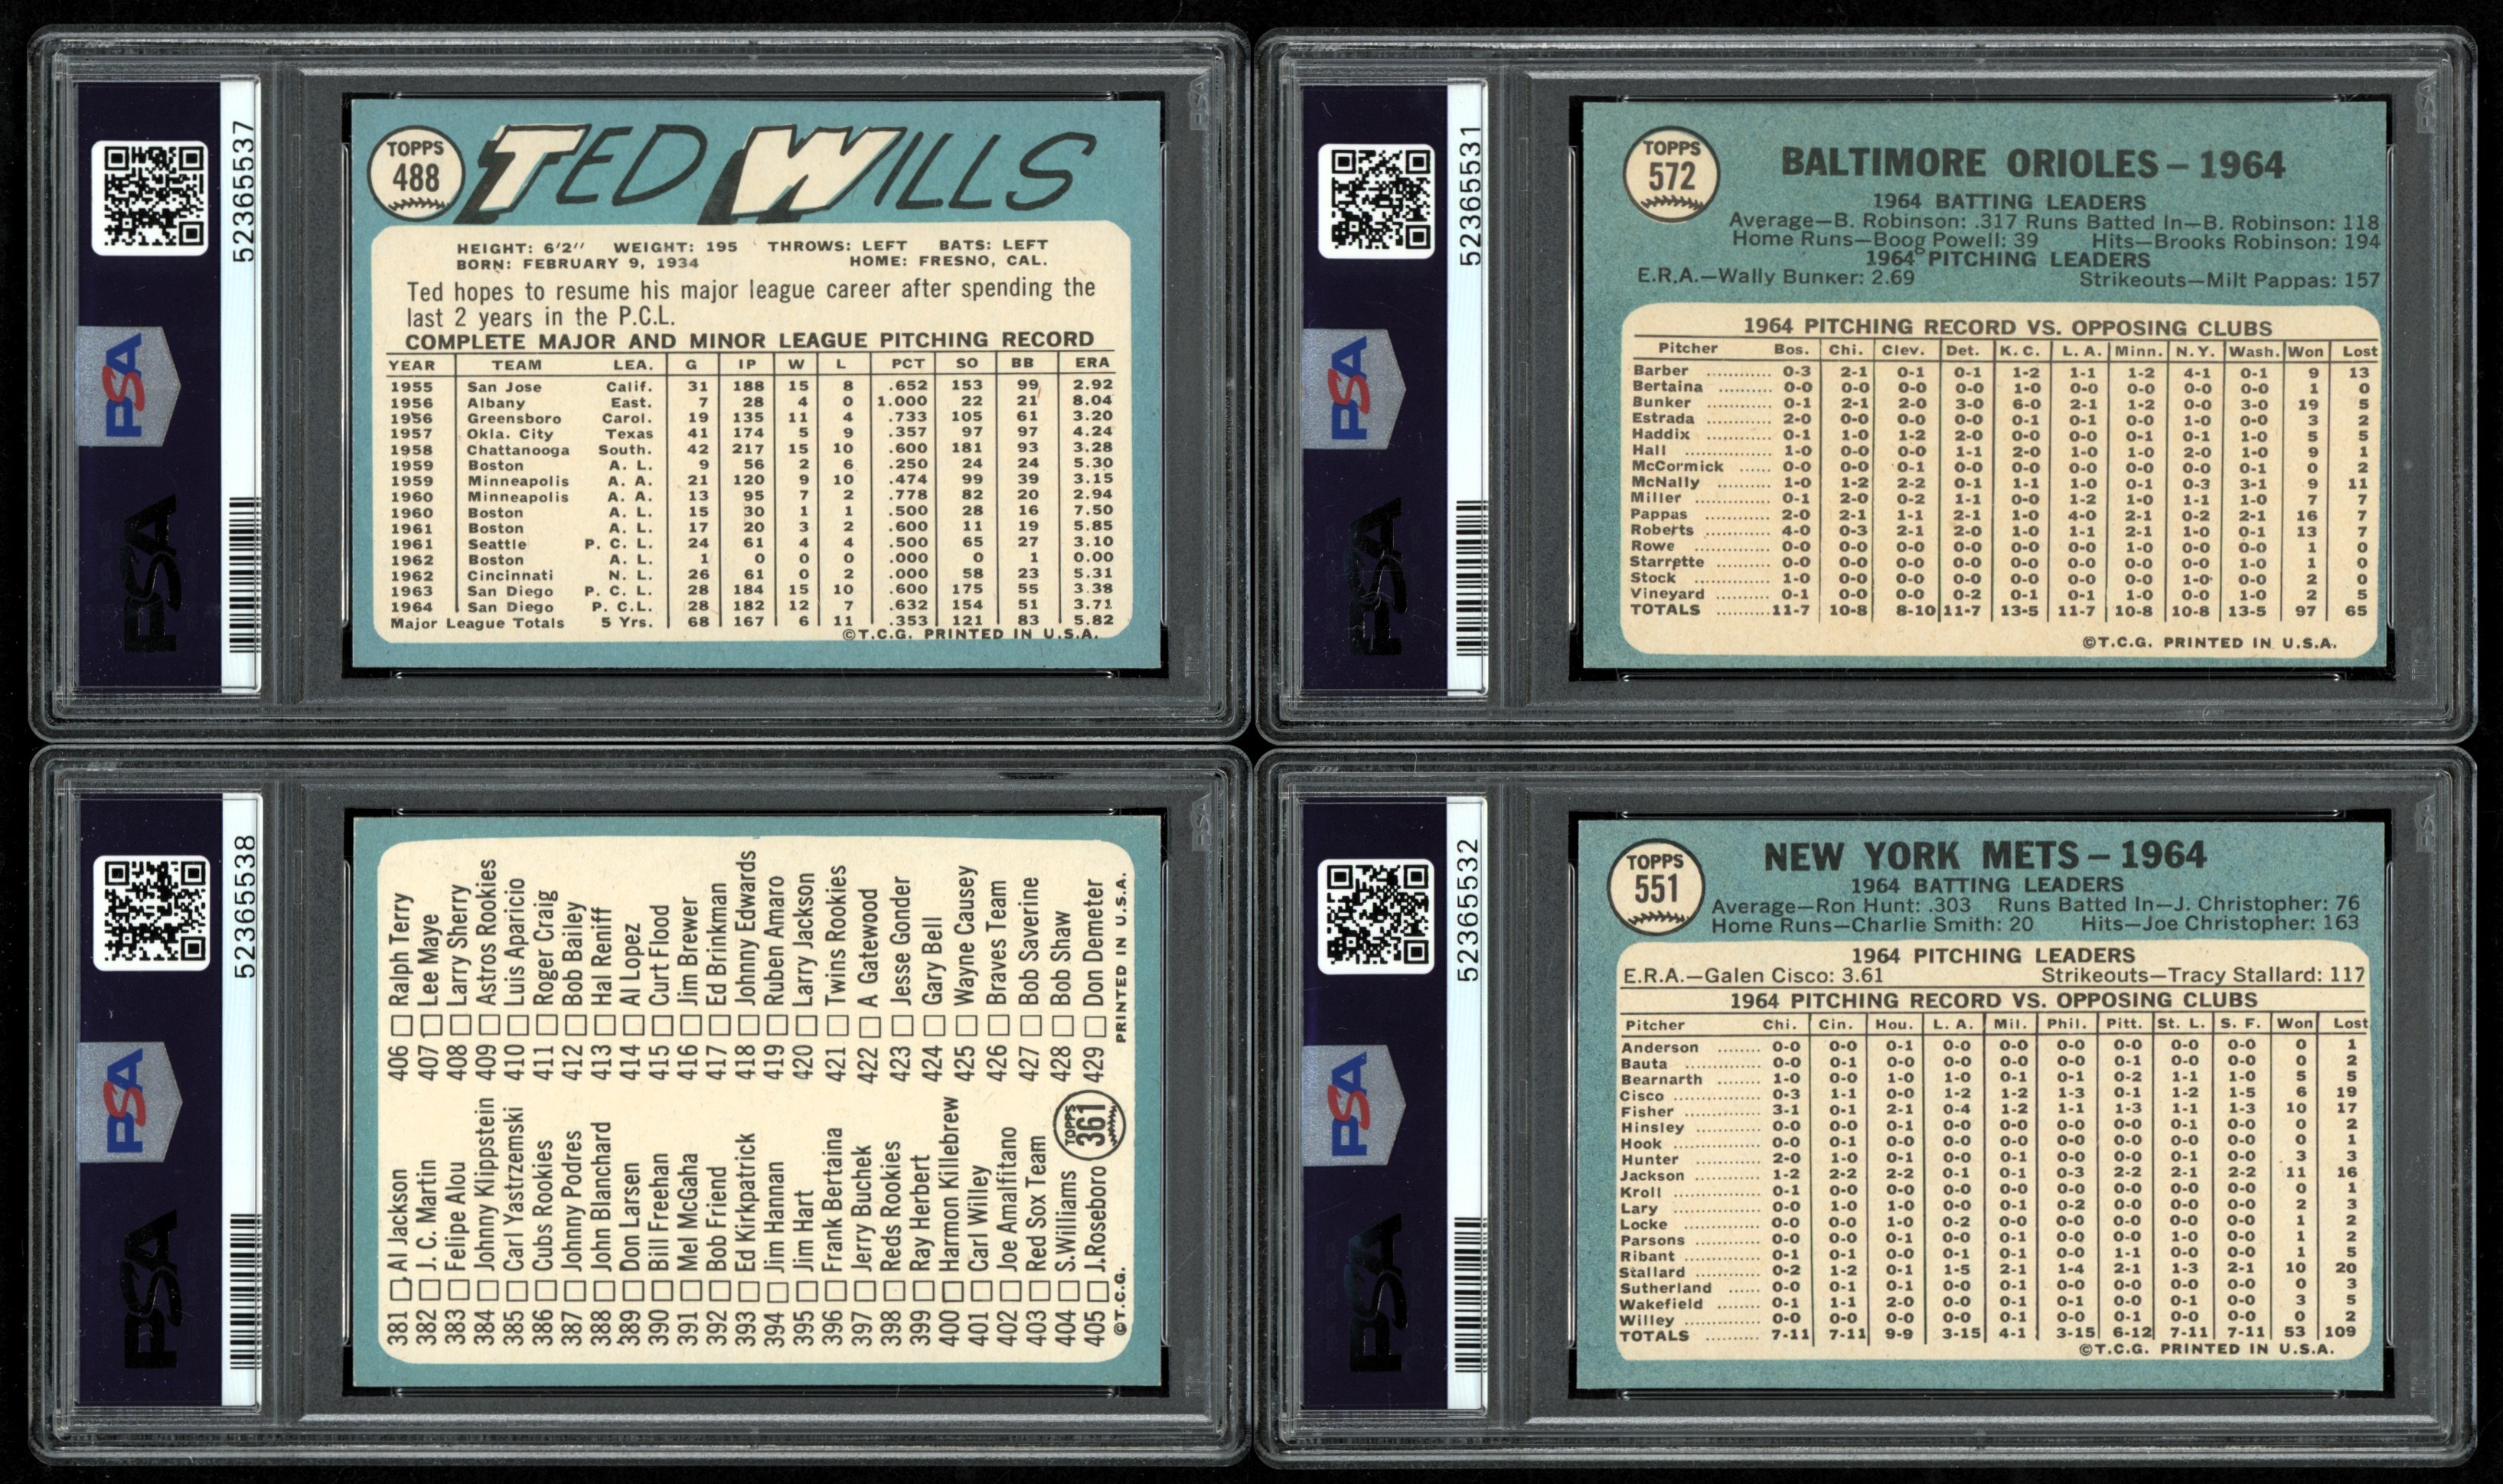 52365537
PSA
PSA
TOPPS
488
TED WILLS
HEIGHT: 6'2'' WEIGHT: 195 THROWS: LEFT BATS: LEFT
BORN: FEBRUARY 9, 1934 HOME: FRESNO, CAL.
Ted hopes to resume his major league career after spending the
last 2 years in the P.C.L.
COMPLETE MAJOR AND MINOR LEAGUE PITCHING RECORD
YEAR TEAM LEA. G IP W L PCT SO BB ERA
1955 San Jose Calif. 31 188 15 8 .652 153 99 2.92
1956 Albany East. 7 28 4 0 1.000 22 21 8.04
1956 Greensboro Carol. 19 135 11 4 .733 105 61 3.20
1957 Okla. City Texas 41 174 5 9 .357 97 97 4.24
1958 Chattanooga South. 42 217 15 10 .600 181 93 3.28
1959 Boston A. L. 9 56 2 6 .250 24 24 5.30
1959 Minneapolis A. A. 21 120 9 10 .474 99 39 3.15
1960 Minneapolis A. A. 13 95 7 2 .778 82 20 2.94
1960 Boston A. L. 15 30 1 1 .500 28 16 7.50
1961 Boston A. L. 17 20 3 2 .600 11 19 5.85
1961 Seattle P. C. L. 24 61 4 4 .500 65 27 3.10
1962 Boston A. L. 1 0 0 0 .000 0 1 0.00
1962 Cincinnati N. L. 26 61 0 2 .000 58 23 5.31
1963 San Diego P. C. L. 28 184 15 10 .600 175 55 3.38
1964 San Diego P. C.L. 28 182 12 7 .632 154 51 3.71
Major League Totals 5 Yrs. 68 167 6 11 .353 121 83 5.82
©T.C.G. PRINTED IN U.S.A.
52365531
PSA
PSA
TOPPS
572
BALTIMORE ORIOLES – 1964
1964 BATTING LEADERS
Average—B. Robinson: .317 Runs Batted In—B. Robinson: 118
Home Runs—Boog Powell: 39 Hits—Brooks Robinson: 194
1964 PITCHING LEADERS
E.R.A.—Wally Bunker: 2.69 Strikeouts—Milt Pappas: 157
1964 PITCHING RECORD VS. OPPOSING CLUBS
Pitcher Bos. Chi. Clev. Det. K. C. L. A. Minn. N. Y. Wash. Won Lost
Barber 0-3 2-1 0-1 0-1 1-2 1-1 1-2 4-1 0-1 9 13
Bertaina 0-0 0-0 0-0 0-0 1-0 0-0 0-0 0-0 0-0 1 0
Bunker 0-1 2-1 2-0 3-0 6-0 2-1 1-2 0-0 3-0 19 5
Estrada 2-0 0-0 0-0 0-0 0-1 0-1 0-0 1-0 0-0 3 2
Haddix 0-1 1-0 1-2 2-0 0-0 0-0 0-1 0-1 1-0 5 5
Hall 1-0 0-0 0-0 1-1 2-0 1-0 1-0 2-0 1-0 9 1
McCormick 0-0 0-0 0-1 0-0 0-0 0-0 0-0 0-0 0-1 0 2
McNally 1-0 1-2 2-2 0-1 1-1 1-0 0-1 0-3 3-1 9 11
Miller 0-1 2-0 0-2 1-1 0-0 1-2 1-0 1-1 1-0 7 7
Pappas 2-0 2-1 1-1 2-1 1-0 4-0 2-1 0-2 2-1 16 7
Roberts 4-0 0-3 2-1 2-0 1-0 1-1 2-1 1-0 0-1 13 7
Rowe 0-0 0-0 0-0 0-0 0-0 0-0 1-0 0-0 0-0 1 0
Starrette 0-0 0-0 0-0 0-0 0-0 0-0 0-0 0-0 1-0 1 0
Stock 1-0 0-0 0-0 0-0 0-0 0-0 0-0 1-0 0-0 2 0
Vineyard 0-1 0-0 0-0 0-2 0-1 0-1 1-0 0-0 1-0 2 5
TOTALS 11-7 10-8 8-10 11-7 13-5 11-7 10-8 10-8 13-5 97 65
©T.C.G. PRINTED IN U.S.A.
52365538
PSA
PSA
381 Al Jackson
382 J. C. Martin
383 Felipe Alou
384 Johnny Klippstein
385 Carl Yastrzemski
386 Cubs Rookies
387 Johnny Podres
388 John Blanchard
389 Don Larsen
390 Bill Freehan
391 Mel McGaha
392 Bob Friend
393 Ed Kirkpatrick
394 Jim Hannan
395 Jim Hart
396 Frank Bertaina
397 Jerry Buchek
398 Reds Rookies
399 Ray Herbert
400 Harmon Killebrew
401 Carl Willey
402 Joe Amalfitano
403 Red Sox Team
404 S.Williams
405 J.Roseboro
©T.C.G.
TOPPS
361
406 Ralph Terry
407 Lee Maye
408 Larry Sherry
409 Astros Rookies
410 Luis Aparicio
411 Roger Craig
412 Bob Bailey
413 Hal Reniff
414 Al Lopez
415 Curt Flood
416 Jim Brewer
417 Ed Brinkman
418 Johnny Edwards
419 Ruben Amaro
420 Larry Jackson
421 Twins Rookies
422 A Gatewood
423 Jesse Gonder
424 Gary Bell
425 Wayne Causey
426 Braves Team
427 Bob Saverine
428 Bob Shaw
429 Don Demeter
PRINTED IN U.S.A.
52365532
PSA
PSA
TOPPS
551
NEW YORK METS – 1964
1964 BATTING LEADERS
Average—Ron Hunt: .303 Runs Batted In—J. Christopher: 76
Home Runs—Charlie Smith: 20 Hits—Joe Christopher: 163
1964 PITCHING LEADERS
E.R.A.—Galen Cisco: 3.61 Strikeouts—Tracy Stallard: 117
1964 PITCHING RECORD VS. OPPOSING CLUBS
Pitcher Chi. Cin. Hou. L. A. Mil. Phil. Pitt. St. L. S. F. Won Lost
Anderson 0-0 0-0 0-1 0-0 0-0 0-0 0-0 0-0 0-0 0 1
Bauta 0-0 0-1 0-0 0-0 0-0 0-0 0-1 0-0 0-0 0 2
Bearnarth 1-0 0-0 1-0 1-0 0-1 0-1 0-2 1-1 1-0 5 5
Cisco 0-3 1-1 0-0 1-2 1-2 1-3 0-1 1-2 1-5 6 19
Fisher 3-1 0-1 2-1 0-4 1-2 1-1 1-3 1-1 1-3 10 17
Hinsley 0-0 0-0 0-0 0-0 0-0 0-0 0-0 0-1 0-0 0 2
Hook 0-0 0-1 0-0 0-0 0-0 0-0 0-0 0-0 0-0 0 1
Hunter 2-0 1-0 0-1 0-0 0-0 0-0 0-0 0-1 0-0 3 3
Jackson 1-2 2-2 2-2 0-1 0-1 0-3 2-2 2-1 2-2 11 16
Kroll 0-1 0-0 0-0 0-0 0-0 0-0 0-0 0-0 0-0 0 1
Lary 0-0 1-0 1-0 0-0 0-1 0-2 0-0 0-0 0-0 2 3
Locke 0-0 0-0 1-0 0-2 0-0 0-0 0-0 0-0 0-0 1 2
Parsons 0-0 0-1 0-0 0-0 0-1 0-0 0-0 1-0 0-0 1 2
Ribant 0-1 0-1 0-0 0-1 0-1 0-0 1-1 0-0 0-0 1 5
Stallard 0-2 1-2 0-1 1-5 2-1 1-4 2-1 1-3 2-1 10 20
Sutherland 0-0 0-1 0-1 0-0 0-1 0-0 0-0 0-0 0-0 0 3
Wakefield 0-1 1-1 2-0 0-0 0-1 0-1 0-0 0-1 0-0 3 5
Willey 0-0 0-0 0-0 0-0 0-1 0-0 0-1 0-0 0-0 0 2
TOTALS 7-11 7-11 9-9 3-15 4-1 3-15 6-12 7-11 7-11 53 109
©T.C.G. PRINTED IN U.S.A.